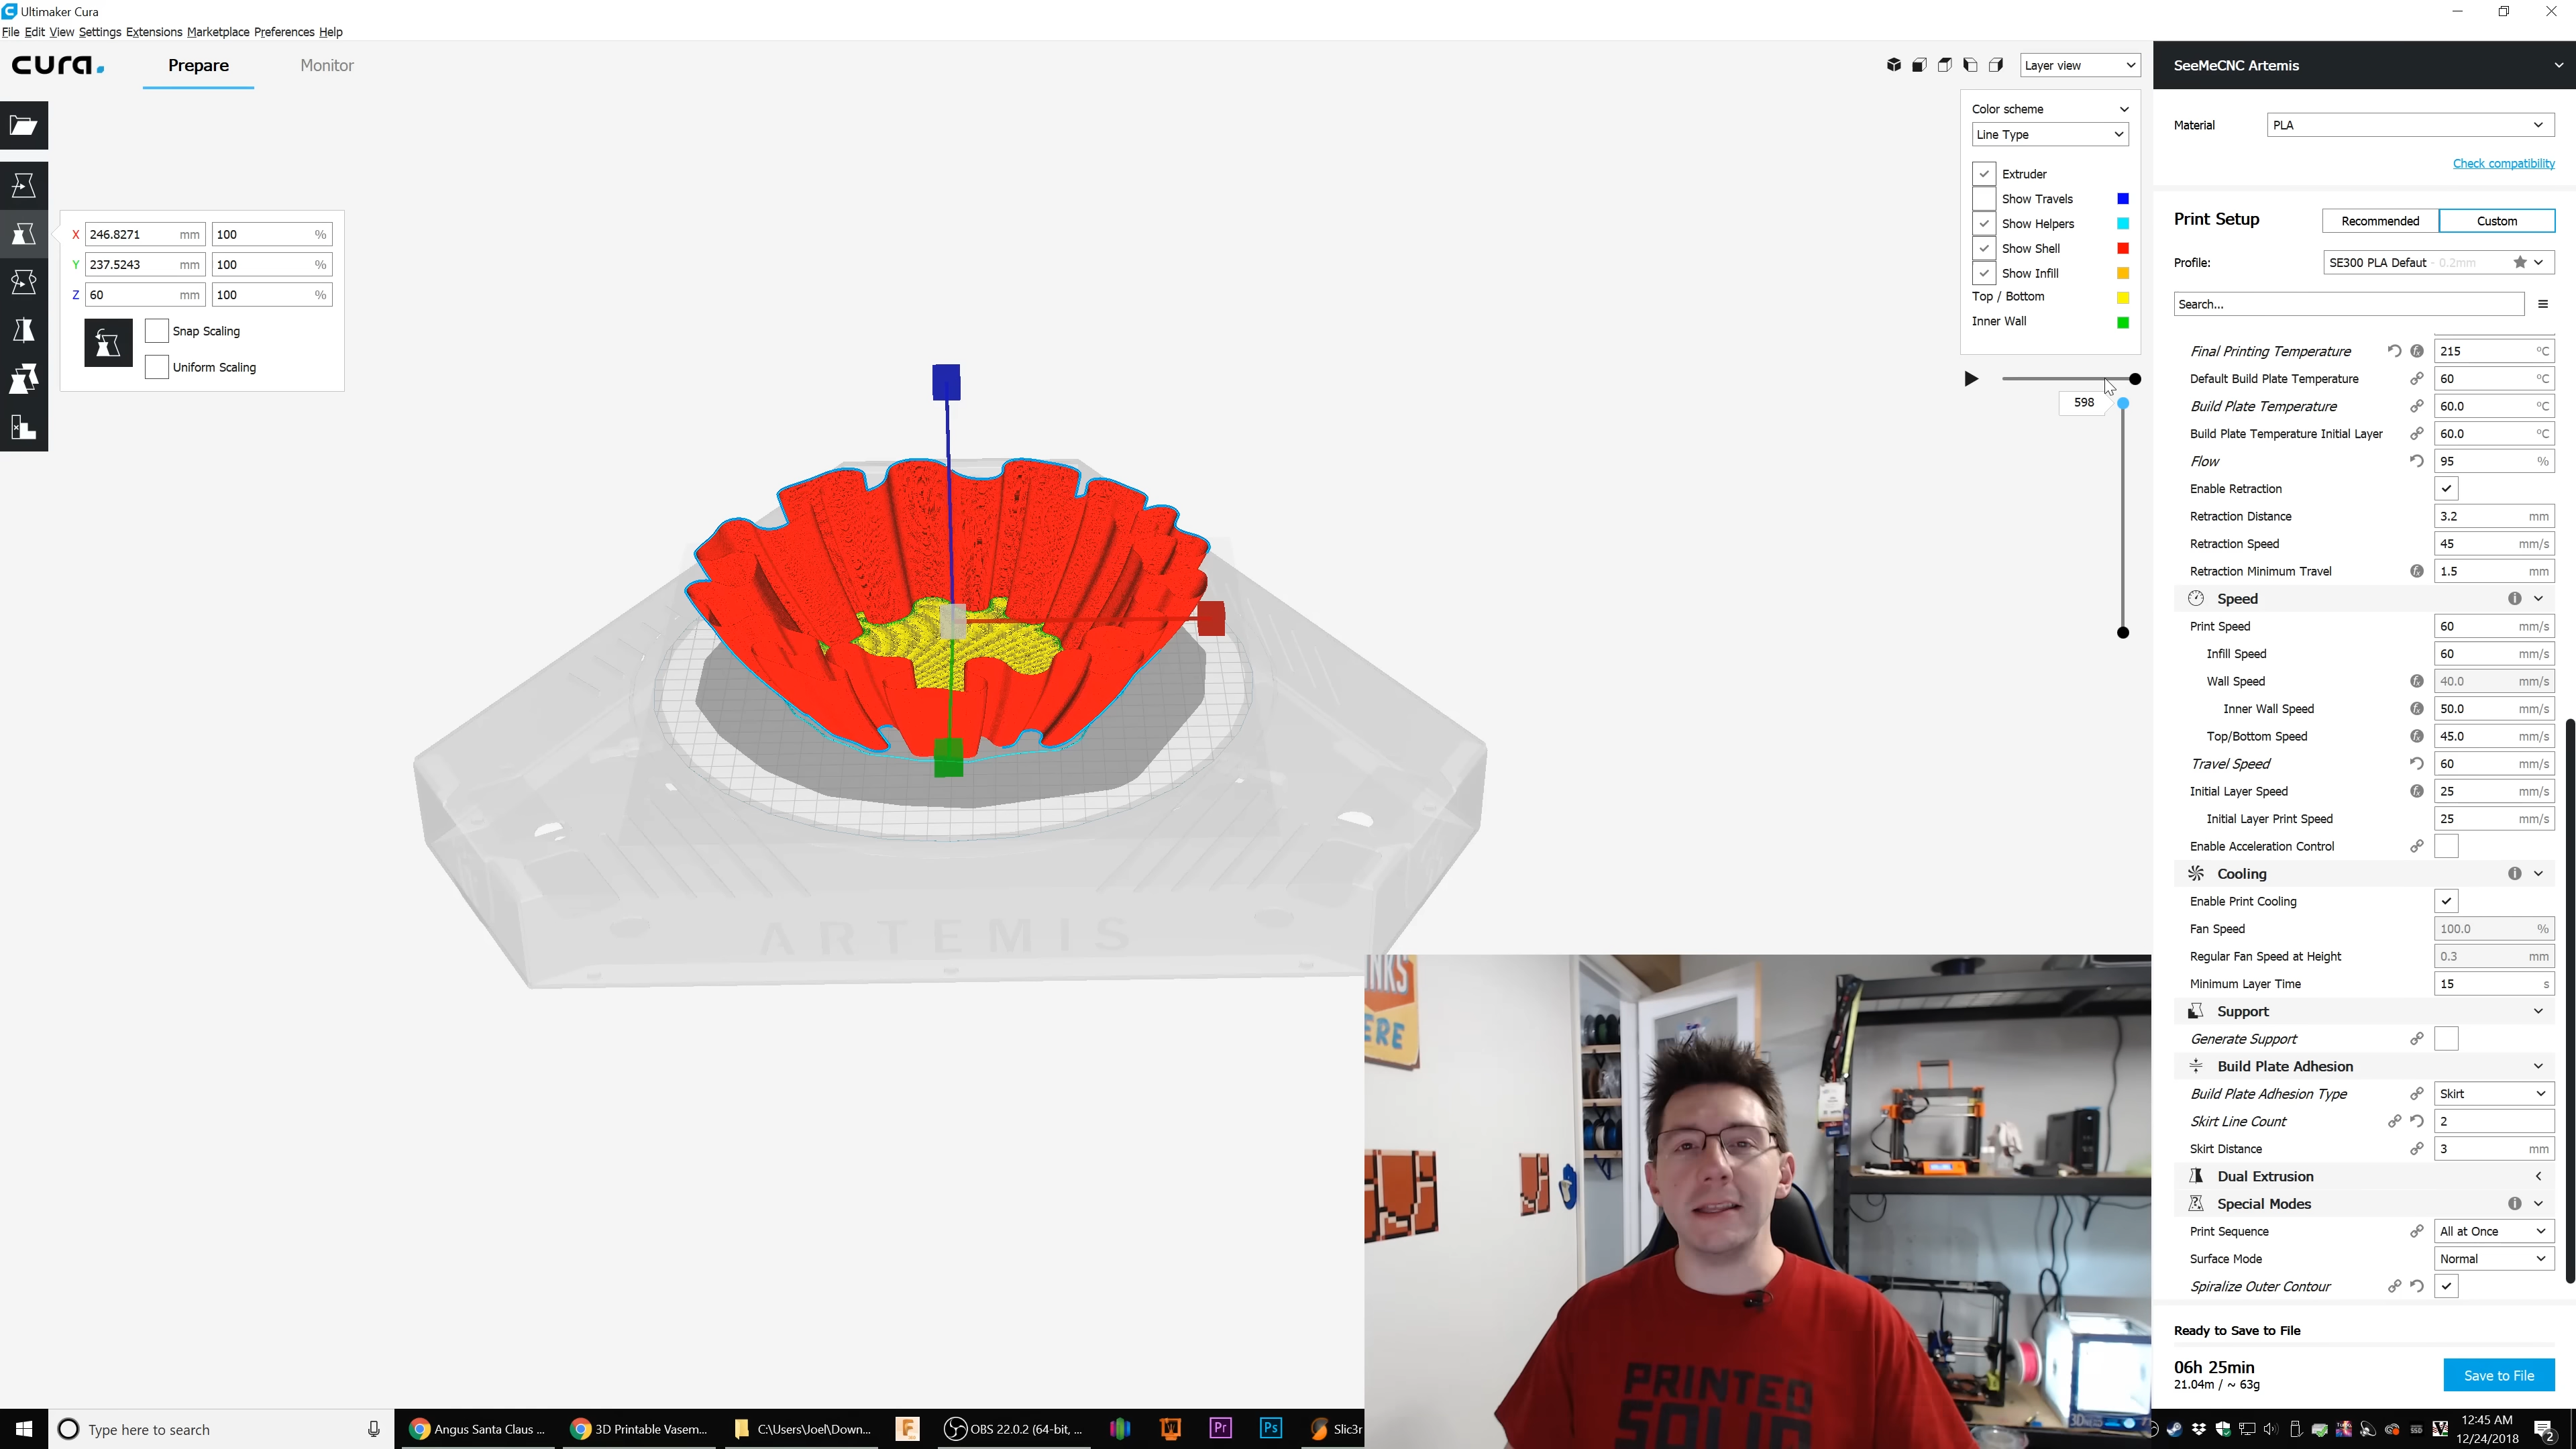 Ultimaker Cura
File Edit View Settings Extensions Marketplace Preferences Help
cura.
Prepare
Monitor
Layer view
SeeMeCNC Artemis
Color scheme
Line Type
Extruder
Show Travels
Show Helpers
Show Shell
Show Infill
Top / Bottom
Inner Wall
598
X 246.8271 mm 100 %
Y 237.5243 mm 100 %
Z 60 mm 100 %
Snap Scaling
Uniform Scaling
ARTEMIS
Material PLA
Check compatibility
Print Setup Recommended Custom
Profile: SE300 PLA Defaut - 0.2mm
Search...
Final Printing Temperature 215 °C
Default Build Plate Temperature 60 °C
Build Plate Temperature 60.0 °C
Build Plate Temperature Initial Layer 60.0 °C
Flow 95 %
Enable Retraction
Retraction Distance 3.2 mm
Retraction Speed 45 mm/s
Retraction Minimum Travel 1.5 mm
Speed
Print Speed 60 mm/s
Infill Speed 60 mm/s
Wall Speed 40.0 mm/s
Inner Wall Speed 50.0 mm/s
Top/Bottom Speed 45.0 mm/s
Travel Speed 60 mm/s
Initial Layer Speed 25 mm/s
Initial Layer Print Speed 25 mm/s
Enable Acceleration Control
Cooling
Enable Print Cooling
Fan Speed 100.0 %
Regular Fan Speed at Height 0.3 mm
Minimum Layer Time 15 s
Support
Generate Support
Build Plate Adhesion
Build Plate Adhesion Type Skirt
Skirt Line Count 2
Skirt Distance 3 mm
Dual Extrusion
Special Modes
Print Sequence All at Once
Surface Mode Normal
Spiralize Outer Contour
Ready to Save to File
06h 25min
21.04m / ~ 63g
Save to File
NKS
ERE
PRINTED
SOLID
Type here to search
Angus Santa Claus ...
3D Printable Vasem...
C:\Users\Joel\Down...
OBS 22.0.2 (64-bit, ...
Pr
Ps
Slic3r
12:45 AM
12/24/2018
2